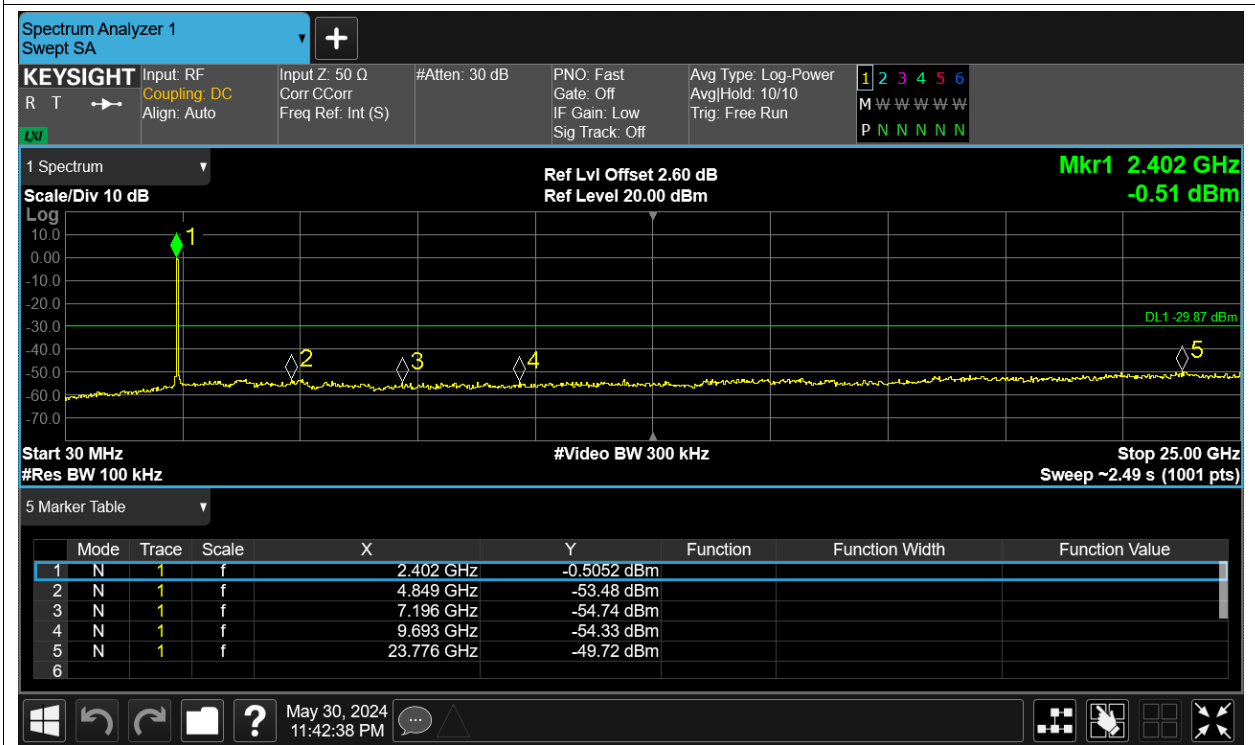 Spectrum Analyzer 1
Swept SA
KEYSIGHT
R T
LXI
Input: RF
Coupling: DC
Align: Auto
Input Z: 50 Ω
Corr CCorr
Freq Ref: Int (S)
#Atten: 30 dB
PNO: Fast
Gate: Off
IF Gain: Low
Sig Track: Off
Avg Type: Log-Power
Avg|Hold: 10/10
Trig: Free Run
1 2 3 4 5 6
M W W W W W
P N N N N N
1 Spectrum
Scale/Div 10 dB
Ref Lvl Offset 2.60 dB
Ref Level 20.00 dBm
Mkr1 2.402 GHz
-0.51 dBm
Log
10.0
0.00
-10.0
-20.0
-30.0
-40.0
-50.0
-60.0
-70.0
1
2
3
4
5
DL1 -29.87 dBm
Start 30 MHz
#Video BW 300 kHz
Stop 25.00 GHz
#Res BW 100 kHz
Sweep ~2.49 s (1001 pts)
5 Marker Table
Mode Trace Scale X Y Function Function Width Function Value
1 N 1 f 2.402 GHz -0.5052 dBm
2 N 1 f 4.849 GHz -53.48 dBm
3 N 1 f 7.196 GHz -54.74 dBm
4 N 1 f 9.693 GHz -54.33 dBm
5 N 1 f 23.776 GHz -49.72 dBm
6
?
May 30, 2024
11:42:38 PM